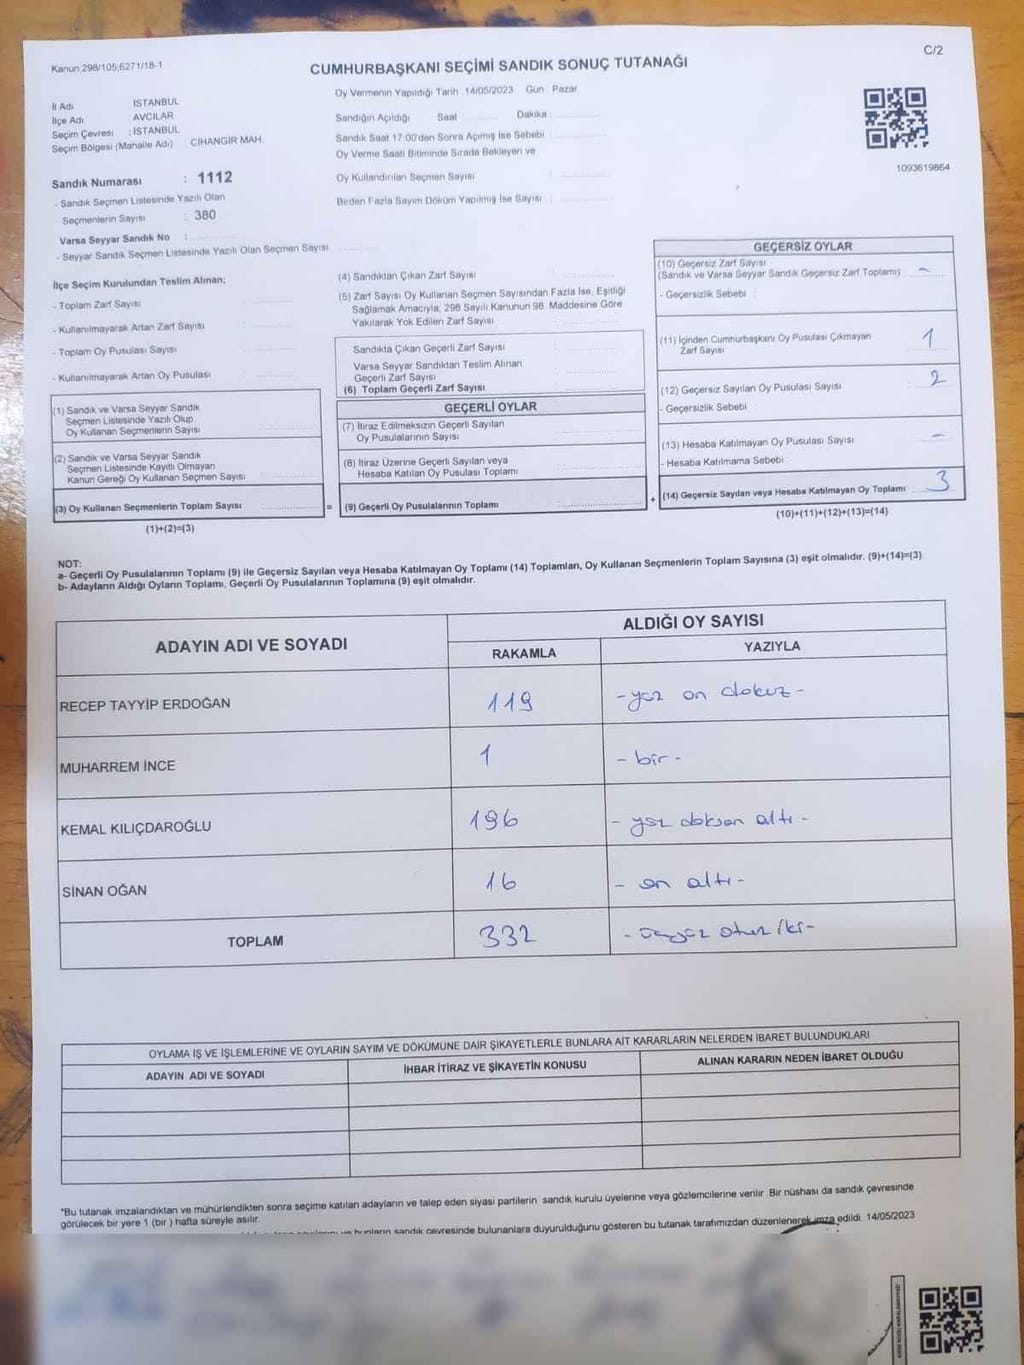 Kanun:298/105;6271/18-1
C/2
CUMHURBAŞKANI SEÇİMİ SANDIK SONUÇ TUTANAĞI
Oy Vermenin Yapıldığı Tarih :14/05/2023 Gün : Pazar
İl Adı İSTANBUL
İlçe Adı AVCILAR
Seçim Çevresi : İSTANBUL
Seçim Bölgesi (Mahalle Adı) CİHANGİR MAH.
Sandığın Açıldığı Saat Dakika :
Sandık Saat 17:00'den Sonra Açımış İse Sebebi
Oy Verme Saati Bitiminde Sırada Bekleyen ve
Oy Kullandırılan Seçmen Sayısı :
Birden Fazla Sayım Döküm Yapılmış İse Sayısı :
1093619864
Sandık Numarası : 1112
- Sandık Seçmen Listesinde Yazılı Olan
Seçmenlerin Sayısı : 380
Varsa Seyyar Sandık No :
- Seyyar Sandık Seçmen Listesinde Yazılı Olan Seçmen Sayısı
İlçe Seçim Kurulundan Teslim Alınan;
- Toplam Zarf Sayısı
- Kullanılmayarak Artan Zarf Sayısı
- Toplam Oy Pusulası Sayısı
- Kullanılmayarak Artan Oy Pusulası
(1) Sandık ve Varsa Seyyar Sandık
Seçmen Listesinde Yazılı Olup
Oy Kullanan Seçmenlerin Sayısı
(2) Sandık ve Varsa Seyyar Sandık
Seçmen Listesinde Kayıtlı Olmayan
Kanun Gereği Oy Kullanan Seçmen Sayısı
(3) Oy Kullanan Seçmenlerin Toplam Sayısı
(1)+(2)=(3)
(4) Sandıktan Çıkan Zarf Sayısı
(5) Zarf Sayısı Oy Kullanan Seçmen Sayısından Fazla İse, Eşitliği
Sağlamak Amacıyla, 298 Sayılı Kanunun 98. Maddesine Göre
Yakılarak Yok Edilen Zarf Sayısı
Sandıkta Çıkan Geçerli Zarf Sayısı
Varsa Seyyar Sandıktan Teslim Alınan
Geçerli Zarf Sayısı
(6) Toplam Geçerli Zarf Sayısı
GEÇERLİ OYLAR
(7) İtiraz Edilmeksizin Geçerli Sayılan
Oy Pusulalarının Sayısı
(8) İtiraz Üzerine Geçerli Sayılan veya
Hesaba Katılan Oy Pusulası Toplamı
= (9) Geçerli Oy Pusulalarının Toplamı
GEÇERSİZ OYLAR
(10) Geçersiz Zarf Sayısı
(Sandık ve Varsa Seyyar Sandık Geçersiz Zarf Toplamı) -
- Geçersizlik Sebebi :
(11) İçinden Cumhurbaşkanı Oy Pusulası Çıkmayan 1
Zarf Sayısı
(12) Geçersiz Sayılan Oy Pusulası Sayısı 2
- Geçersizlik Sebebi
(13) Hesaba Katılmayan Oy Pusulası Sayısı -
- Hesaba Katılmama Sebebi :
+ (14) Geçersiz Sayılan veya Hesaba Katılmayan Oy Toplamı 3
(10)+(11)+(12)+(13)=(14)
NOT:
a- Geçerli Oy Pusulalarının Toplamı (9) ile Geçersiz Sayılan veya Hesaba Katılmayan Oy Toplamı (14) Toplamları, Oy Kullanan Seçmenlerin Toplam Sayısına (3) eşit olmalıdır. (9)+(14)=(3)
b- Adayların Aldığı Oyların Toplamı, Geçerli Oy Pusulalarının Toplamına (9) eşit olmalıdır.
ADAYIN ADI VE SOYADI
ALDIĞI OY SAYISI
RAKAMLA YAZIYLA
RECEP TAYYİP ERDOĞAN 119 -yüz on dokuz-
MUHARREM İNCE 1 - bir -
KEMAL KILIÇDAROĞLU 196 - yüz doksan altı -
SİNAN OĞAN 16 - on altı -
TOPLAM 332 - üçyüz otuz iki -
OYLAMA İŞ VE İŞLEMLERİNE VE OYLARIN SAYIM VE DÖKÜMÜNE DAİR ŞİKAYETLERLE BUNLARA AİT KARARLARIN NELERDEN İBARET BULUNDUKLARI
ADAYIN ADI VE SOYADI
İHBAR İTİRAZ VE ŞİKAYETİN KONUSU
ALINAN KARARIN NEDEN İBARET OLDUĞU
*Bu tutanak imzalandıktan ve mühürlendikten sonra seçime katılan adayların ve talep eden siyasi partilerin sandık kurulu üyelerine veya gözlemcilerine verilir. Bir nüshası da sandık çevresinde
görülecek bir yere 1 (bir ) hafta süreyle asılır.
ve bunların sandık çevresinde bulunanlara duyurulduğunu gösteren bu tutanak tarafımızdan düzenlenerek imza edildi. 14/05/2023